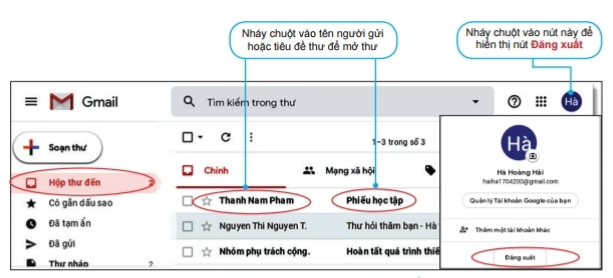 Nháy chuột vào tên người gửi
hoặc tiêu đề thư để mở thư
Nháy chuột vào nút này để
hiển thị nút Đăng xuất
Gmail
Tìm kiếm trong thư
Hà
Soạn thư
1–3 trong số 3
Hộp thư đến
Chính
Mạng xã hội
Có gắn dấu sao
Thanh Nam Pham
Phiếu học tập
Đã tạm ẩn
Nguyen Thi Nguyen T.
Thư hỏi thăm bạn - Hà
Đã gửi
Nhóm phụ trách cộng.
Hoàn tất quá trình thiế
Thư nháp
2
Hà
Hà Hoàng Hải
haiha1704200@gmail.com
Quản lý Tài khoản Google của bạn
Thêm một tài khoản khác
Đăng xuất